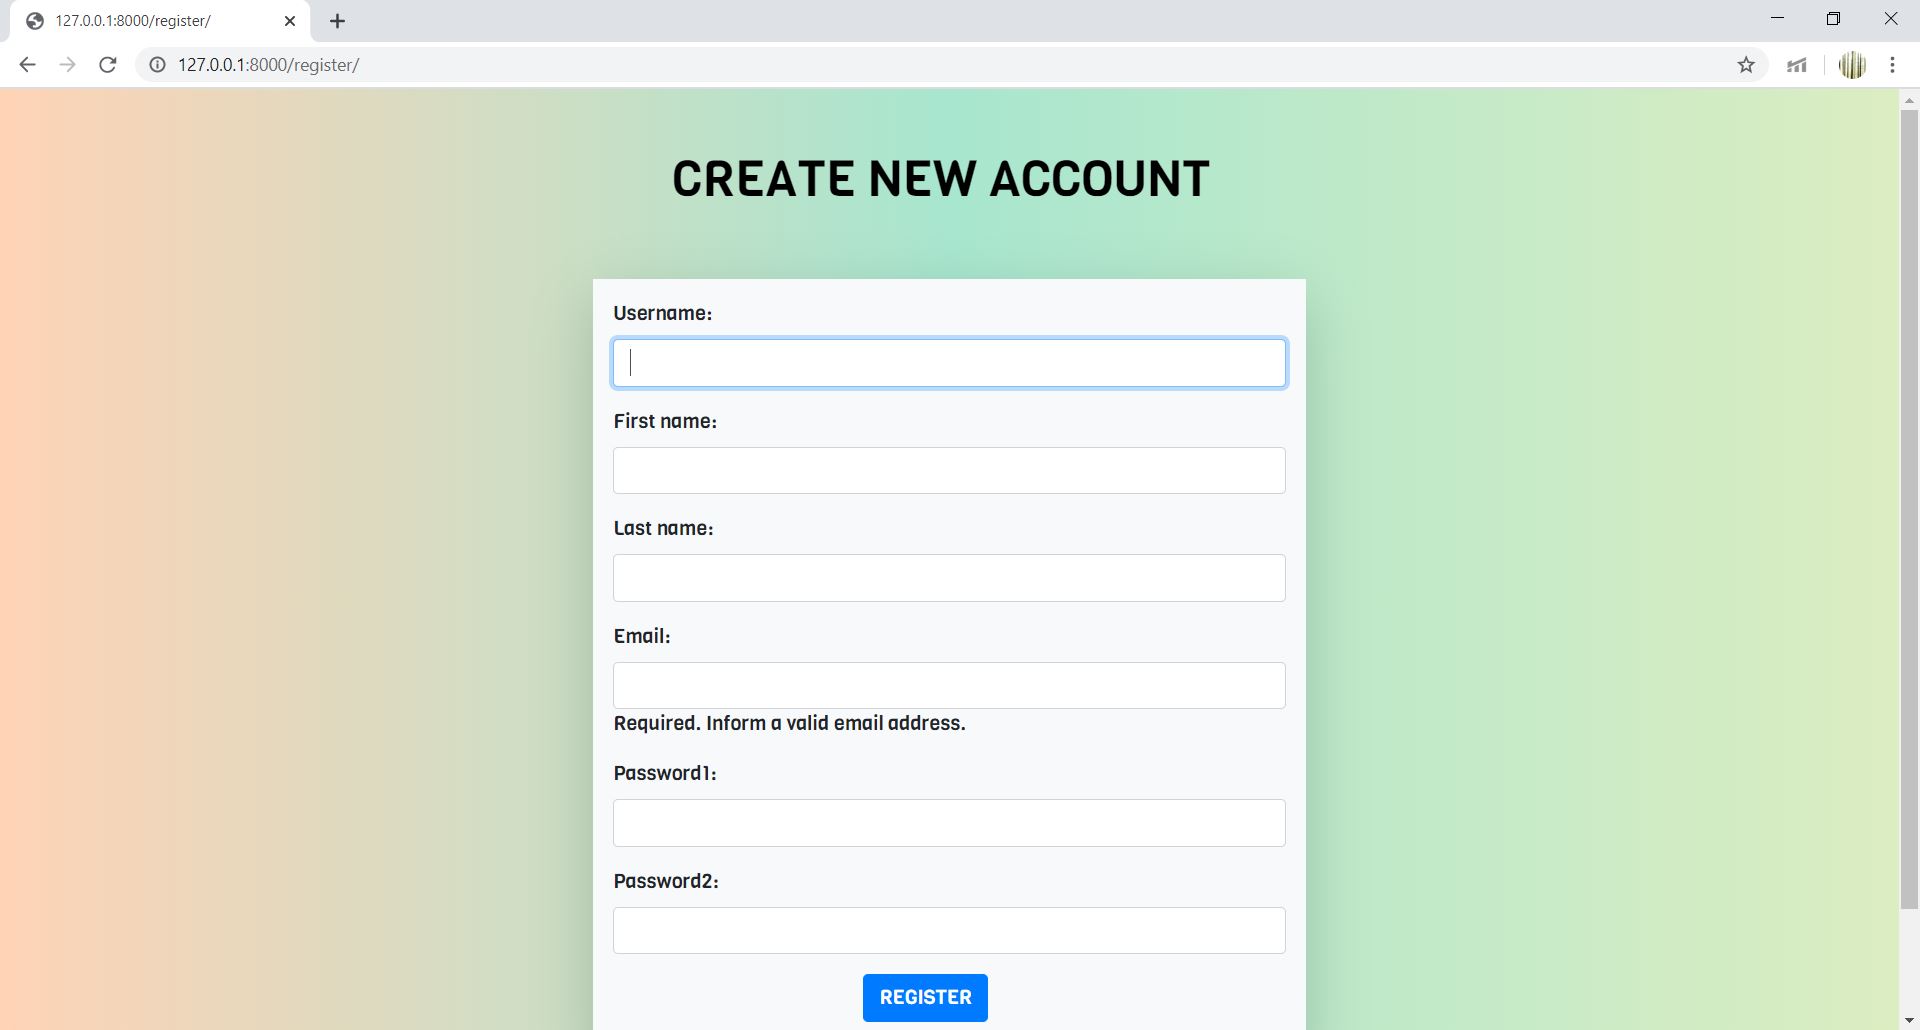 127.0.0.1:8000/register/
127.0.0.1:8000/register/
CREATE NEW ACCOUNT
Username:
First name:
Last name:
Email:
Required. Inform a valid email address.
Password1:
Password2:
REGISTER